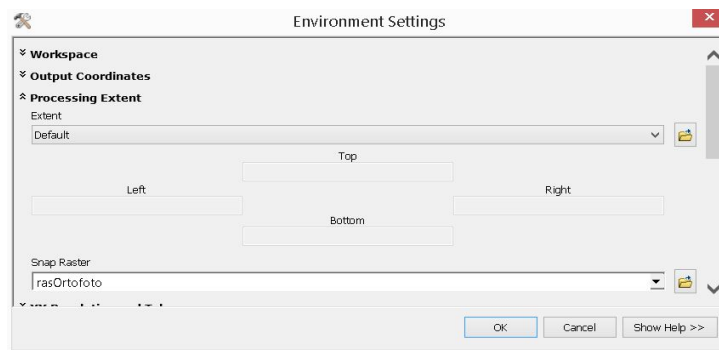 Environment Settings
Workspace
Output Coordinates
Processing Extent
Extent
Default
Top
Left
Right
Bottom
Snap Raster
rasOrtofoto
OK
Cancel
Show Help >>